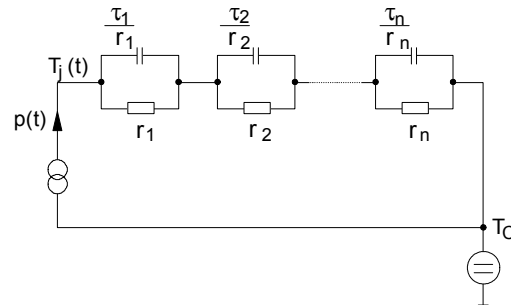 τ1 τ2 τn
r1 r2 rn
Tj(t)
r1 r2 rn
p(t)
TC